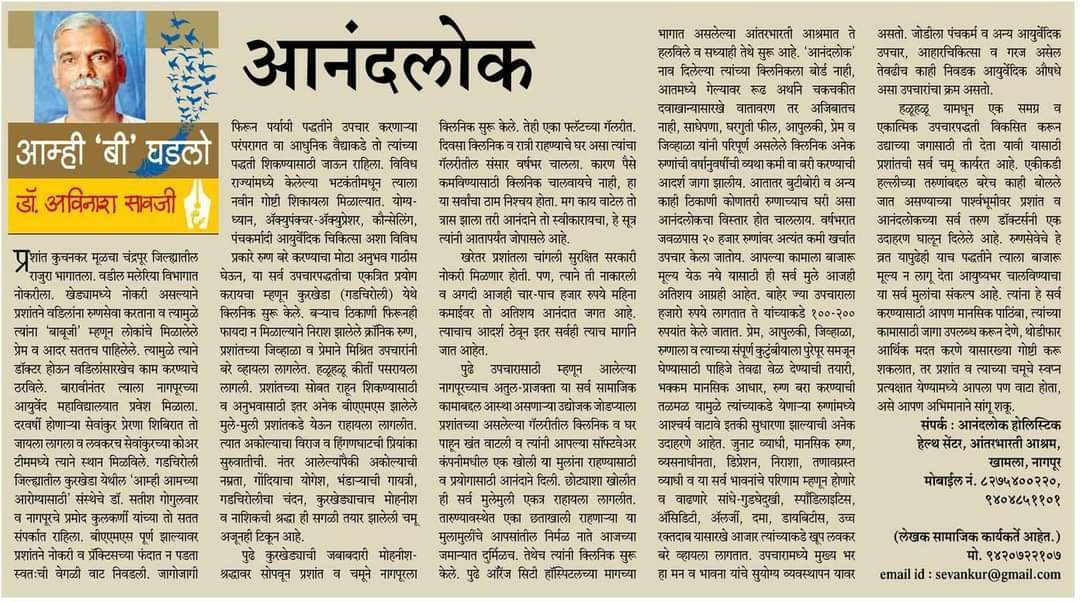 आम्ही ‘बी’ घडलो
डॉ. अविनाश सावजी
आनंदलोक
प्रशांत कुचनकर मूळचा चंद्रपूर जिल्ह्यातील
राजुरा भागातला. वडील मलेरिया विभागात
नोकरीला. खेड्यामध्ये नोकरी असल्याने
प्रशांतने वडिलांना रुग्णसेवा करताना व त्यामुळे
त्यांना ‘बाबूजी’ म्हणून लोकांचे मिळालेले
प्रेम व आदर सततच पाहिलेले. त्यामुळे त्याने
डॉक्टर होऊन वडिलांसारखेच काम करण्याचे
ठरविले. बारावीनंतर त्याला नागपूरच्या
आयुर्वेद महाविद्यालयात प्रवेश मिळाला.
दरवर्षी होणाऱ्या सेवांकुर प्रेरणा शिबिरात तो
जायला लागला व लवकरच सेवांकुरच्या कोअर
टीममध्ये त्याने स्थान मिळविले. गडचिरोली
जिल्ह्यातील कुरखेडा येथील ‘आम्ही आमच्या
आरोग्यासाठी’ संस्थेचे डॉ. सतीश गोगुलवार
व नागपूरचे प्रमोद कुलकर्णी यांच्या तो सतत
संपर्कात राहिला. बीएएमएस पूर्ण झाल्यावर
प्रशांतने नोकरी व प्रॅक्टिसच्या फंदात न पडता
स्वतःची वेगळी वाट निवडली. जागोजागी
फिरून पर्यायी पद्धतीने उपचार करणाऱ्या
परंपरागत वा आधुनिक वैद्याकडे तो त्यांच्या
पद्धती शिकण्यासाठी जाऊन राहिला. विविध
राज्यांमध्ये केलेल्या भटकंतीमधून त्याला
नवीन गोष्टी शिकायला मिळाल्यात. योग-
ध्यान, अ‍ॅक्युपंक्चर-अ‍ॅक्युप्रेशर, कौन्सेलिंग,
पंचकर्मादी आयुर्वेदिक चिकित्सा अशा विविध
प्रकारे रुग्ण बरे करण्याचा मोठा अनुभव गाठीस
घेऊन, या सर्व उपचारपद्धतीचा एकत्रित प्रयोग
करायचा म्हणून कुरखेडा (गडचिरोली) येथे
क्लिनिक सुरू केले. बऱ्याच ठिकाणी फिरूनही
फायदा न मिळाल्याने निराश झालेले क्रॉनिक रुग्ण,
प्रशांतच्या जिव्हाळा व प्रेमाने मिश्रित उपचारांनी
बरे व्हायला लागलेत. हळूहळू कीर्ती पसरायला
लागली. प्रशांतच्या सोबत राहून शिकण्यासाठी
व अनुभवासाठी इतर अनेक बीएएमएस झालेले
मुले-मुली प्रशांतकडे येऊन राहायला लागलीत.
त्यात अकोल्याचा विराज व हिंगणघाटची प्रियांका
सुरुवातीची. नंतर आलेल्यांपैकी अकोल्याची
नम्रता, गोंदियाचा योगेश, भंडाऱ्याची गायत्री,
गडचिरोलीचा चंदन, कुरखेड्याचाच मोहनीश
व नाशिकची श्रद्धा ही सगळी तयार झालेली चमू
अजूनही टिकून आहे.
पुढे कुरखेड्याची जबाबदारी मोहनीश-
श्रद्धावर सोपवून प्रशांत व चमूने नागपूरला
क्लिनिक सुरू केले. तेही एका फ्लॅटच्या गॅलरीत.
दिवसा क्लिनिक व रात्री राहण्याचे घर असा त्यांचा
गॅलरीतील संसार वर्षभर चालला. कारण पैसे
कमविण्यासाठी क्लिनिक चालवायचे नाही, हा
या सर्वांचा ठाम निश्चय होता. मग काय वाटेल तो
त्रास झाला तरी आनंदाने तो स्वीकारायचा, हे सूत्र
त्यांनी आतापर्यंत जोपासले आहे.
खरेतर प्रशांतला चांगली सुरक्षित सरकारी
नोकरी मिळणार होती. पण, त्याने ती नाकारली
व अगदी आजही चार-पाच हजार रुपये महिना
कमाईवर तो अतिशय आनंदात जगत आहे.
त्याचाच आदर्श ठेवून इतर सर्वही त्याच मार्गाने
जात आहेत.
पुढे उपचारासाठी म्हणून आलेल्या
नागपूरच्याच अतुल-प्राजक्ता या सर्व सामाजिक
कामाबद्दल आस्था असणाऱ्या उद्योजक जोडप्याला
प्रशांतच्या असलेल्या गॅलरीतील क्लिनिक व घर
पाहून खंत वाटली व त्यांनी आपल्या सॉफ्टवेअर
कंपनीमधील एक खोली या मुलांना राहण्यासाठी
व प्रयोगासाठी आनंदाने दिली. छोट्याशा खोलीत
ही सर्व मुलेमुली एकत्र राहायला लागलीत.
तारुण्यावस्थेत एका छताखाली राहणाऱ्या या
मुलामुलींचे आपसांतील निर्मळ नाते आजच्या
जमान्यात दुर्मिळच. तेथेच त्यांनी क्लिनिक सुरू
केले. पुढे ऑरेंज सिटी हॉस्पिटलच्या मागच्या
भागात असलेल्या आंतरभारती आश्रमात ते
हलविले व सध्याही तेथे सुरू आहे. ‘आनंदलोक’
नाव दिलेल्या त्यांच्या क्लिनिकला बोर्ड नाही,
आतमध्ये गेल्यावर रूढ अर्थाने चकचकीत
दवाखान्यासारखे वातावरण तर अजिबातच
नाही, साधेपणा, घरगुती फील, आपुलकी, प्रेम व
जिव्हाळा यांनी परिपूर्ण असलेले क्लिनिक अनेक
रुग्णांची वर्षानुवर्षीची व्यथा कमी वा बरी करण्याची
आदर्श जागा झालीय. आतातर बुटीबोरी व अन्य
काही ठिकाणी कोणातरी रुग्णाच्याच घरी असा
आनंदलोकचा विस्तार होत चाललाय. वर्षभरात
जवळपास २० हजार रुग्णांवर अत्यंत कमी खर्चात
उपचार केला जातोय. आपल्या कामाला बाजारू
मूल्य येऊ नये यासाठी ही सर्व मुले आजही
अतिशय आग्रही आहेत. बाहेर ज्या उपचाराला
हजारो रुपये लागतात ते यांच्याकडे १००-२००
रुपयांत केले जातात. प्रेम, आपुलकी, जिव्हाळा,
रुग्णाला व त्याच्या संपूर्ण कुटुंबीयाला पुरेपूर समजून
घेण्यासाठी पाहिजे तेवढा वेळ देण्याची तयारी,
भक्कम मानसिक आधार, रुग्ण बरा करण्याची
तळमळ यामुळे त्यांच्याकडे येणाऱ्या रुग्णांमध्ये
आश्चर्य वाटावे इतकी सुधारणा झाल्याची अनेक
उदाहरणे आहेत. जुनाट व्याधी, मानसिक रुग्ण,
व्यसनाधीनता, डिप्रेशन, निराशा, तणावग्रस्त
व्याधी व या सर्व भावनांचे परिणाम म्हणून होणारे
व वाढणारे सांधे-गुडघेदुखी, स्पाँडिलाइटिस,
अ‍ॅसिडिटी, अ‍ॅलर्जी, दमा, डायबिटीस, उच्च
रक्तदाब यासारखे आजार त्यांच्याकडे खूप लवकर
बरे व्हायला लागतात. उपचारामध्ये मुख्य भर
हा मन व भावना यांचे सुयोग्य व्यवस्थापन यावर
असतो. जोडीला पंचकर्म व अन्य आयुर्वेदिक
उपचार, आहारचिकित्सा व गरज असेल
तेवढीच काही निवडक आयुर्वेदिक औषधे
असा उपचारांचा क्रम असतो.
हळूहळू यामधून एक समग्र व
एकात्मिक उपचारपद्धती विकसित करून
उद्याच्या जगासाठी ती देता यावी यासाठी
प्रशांतची सर्व चमू कार्यरत आहे. एकीकडी
हल्लीच्या तरुणांबद्दल बरेच काही बोलले
जात असण्याच्या पार्श्वभूमीवर प्रशांत व
आनंदलोकच्या सर्व तरुण डॉक्टर्सनी एक
उदाहरण घालून दिलेले आहे. रुग्णसेवेचे हे
व्रत यापुढेही याच पद्धतीने त्याला बाजारू
मूल्य न लागू देता आयुष्यभर चालविण्याचा
या सर्व मुलांचा संकल्प आहे. त्यांना हे सर्व
करण्यासाठी आपण मानसिक पाठिंबा, त्यांच्या
कामासाठी जागा उपलब्ध करून देणे, थोडीफार
आर्थिक मदत करणे यासारख्या गोष्टी करू
शकलात, तर प्रशांत व त्याच्या चमूचे स्वप्न
प्रत्यक्षात येण्यामध्ये आपला पण वाटा होता,
असे आपण अभिमानाने सांगू शकू.
संपर्क : आनंदलोक होलिस्टिक
हेल्थ सेंटर, आंतरभारती आश्रम,
खामला, नागपूर
मोबाईल नं. ८२७५४००२२०,
९४०४८५११०१
(लेखक सामाजिक कार्यकर्ते आहेत.)
मो. ९४२०७२२१०७
email id : sevankur@gmail.com